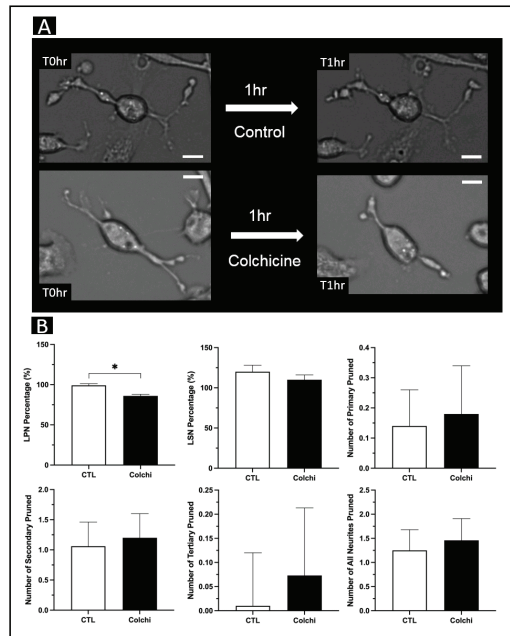 A
T0hr
1hr
Control
T1hr
1hr
Colchicine
T0hr
T1hr
B
LPN Percentage (%)
150
100
50
0
*
CTL
Colchi
LSN Percentage (%)
150
125
100
75
50
25
0
CTL
Colchi
Number of Primary Pruned
0.4
0.3
0.2
0.1
0.0
CTL
Colchi
Number of Secondary Pruned
2.0
1.5
1.0
0.5
0.0
CTL
Colchi
Number of Tertiary Pruned
0.25
0.20
0.15
0.10
0.05
0.00
CTL
Colchi
Number of All Neurites Pruned
2.5
2.0
1.5
1.0
0.5
0.0
CTL
Colchi